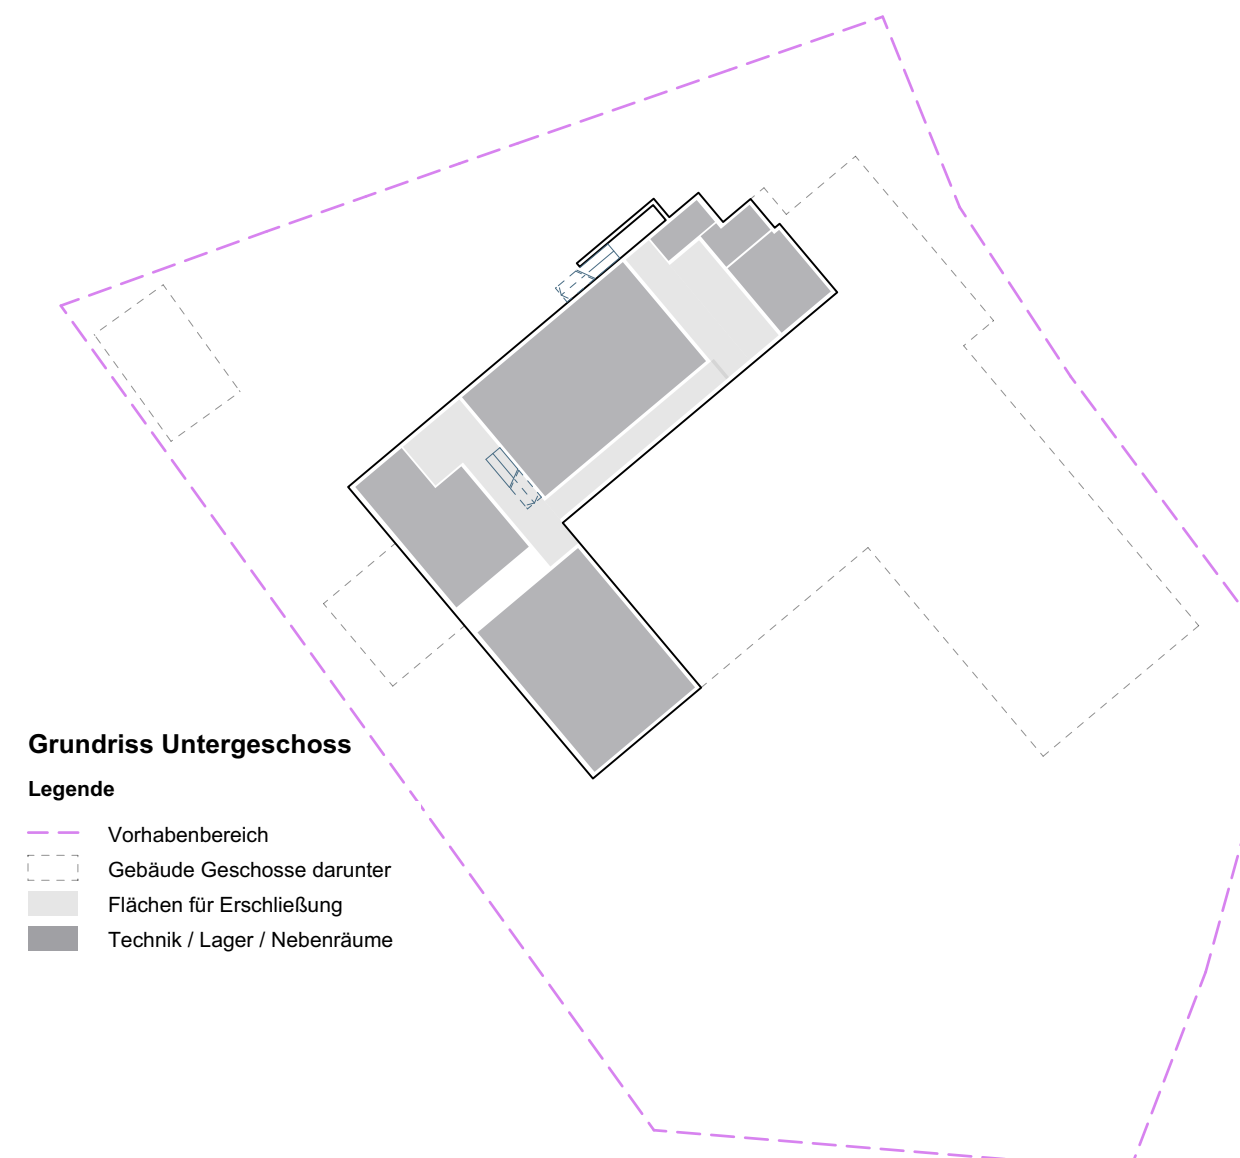 Grundriss Untergeschoss
Legende
Vorhabenbereich
Gebäude Geschosse darunter
Flächen für Erschließung
Technik / Lager / Nebenräume